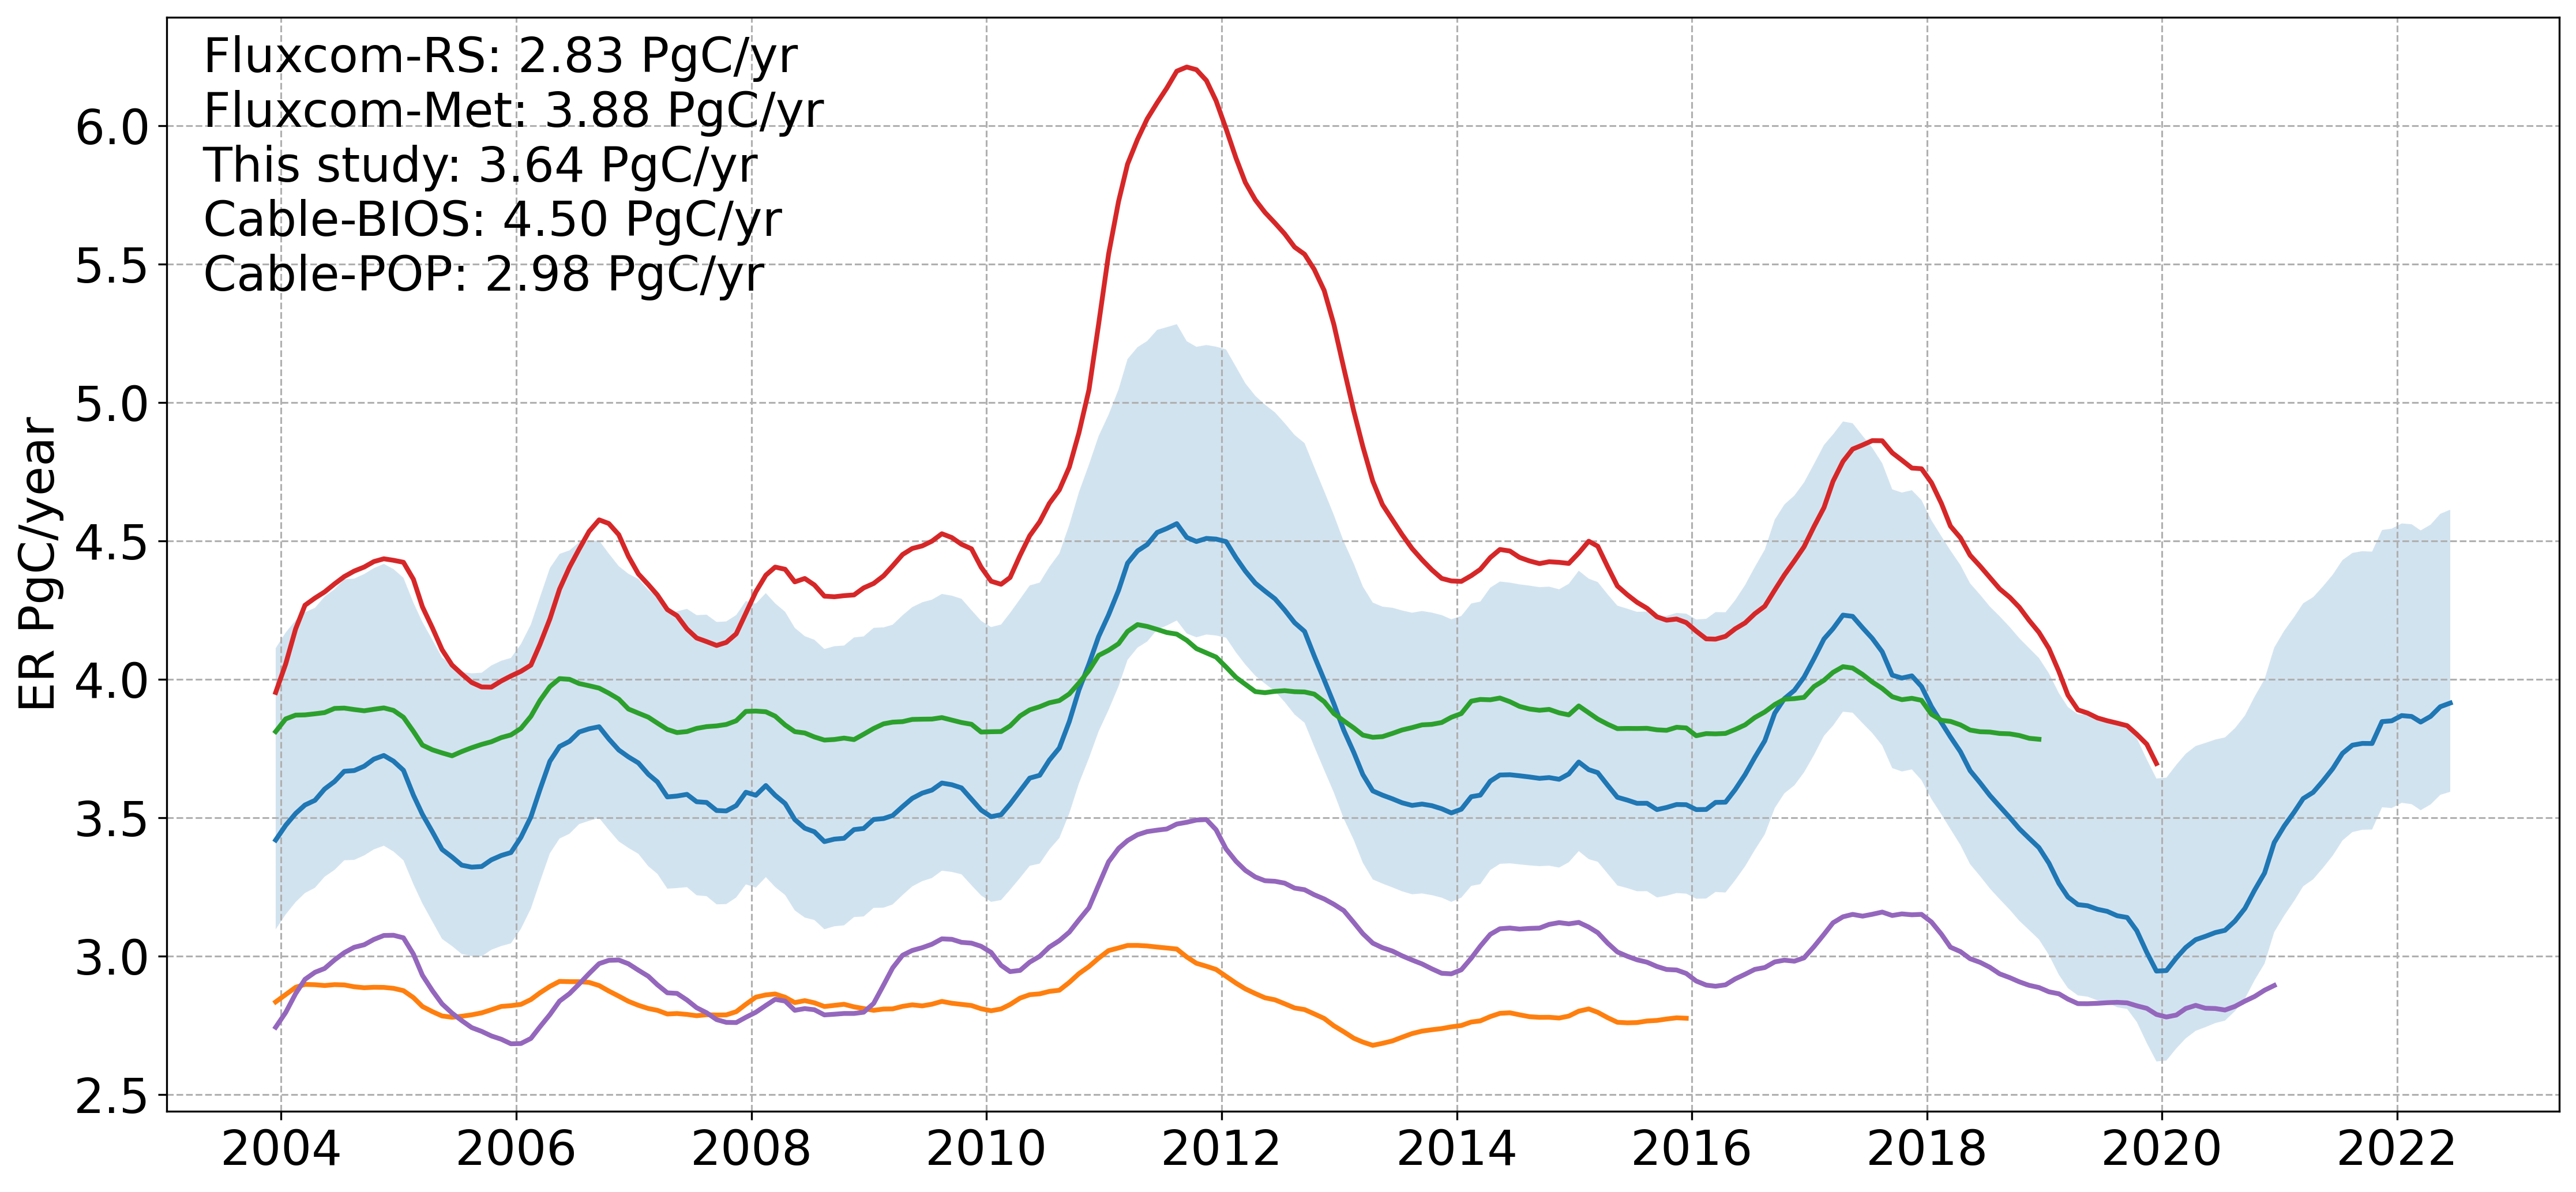 Fluxcom-RS: 2.83 PgC/yr
Fluxcom-Met: 3.88 PgC/yr
This study: 3.64 PgC/yr
Cable-BIOS: 4.50 PgC/yr
Cable-POP: 2.98 PgC/yr
ER PgC/year
6.0
5.5
5.0
4.5
4.0
3.5
3.0
2.5
2004 2006 2008 2010 2012 2014 2016 2018 2020 2022